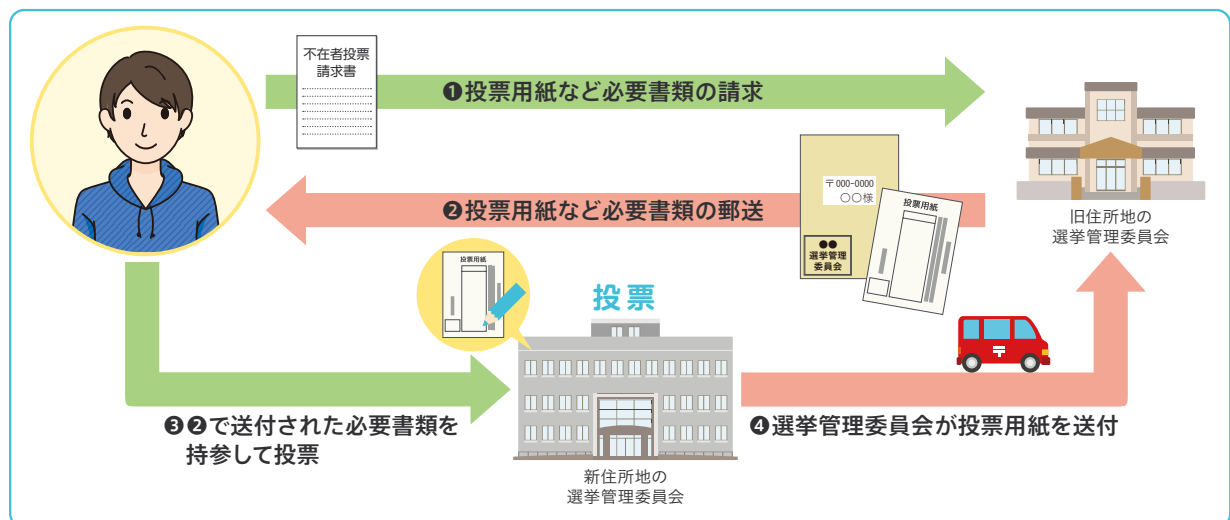 不在者投票
請求書
❶投票用紙など必要書類の請求
❷投票用紙など必要書類の郵送
〒000-0000
〇〇様
●●
選挙管理
委員会
投票用紙
旧住所地の
選挙管理委員会
投票用紙
投票
❸❷で送付された必要書類を
持参して投票
新住所地の
選挙管理委員会
〒
❹選挙管理委員会が投票用紙を送付